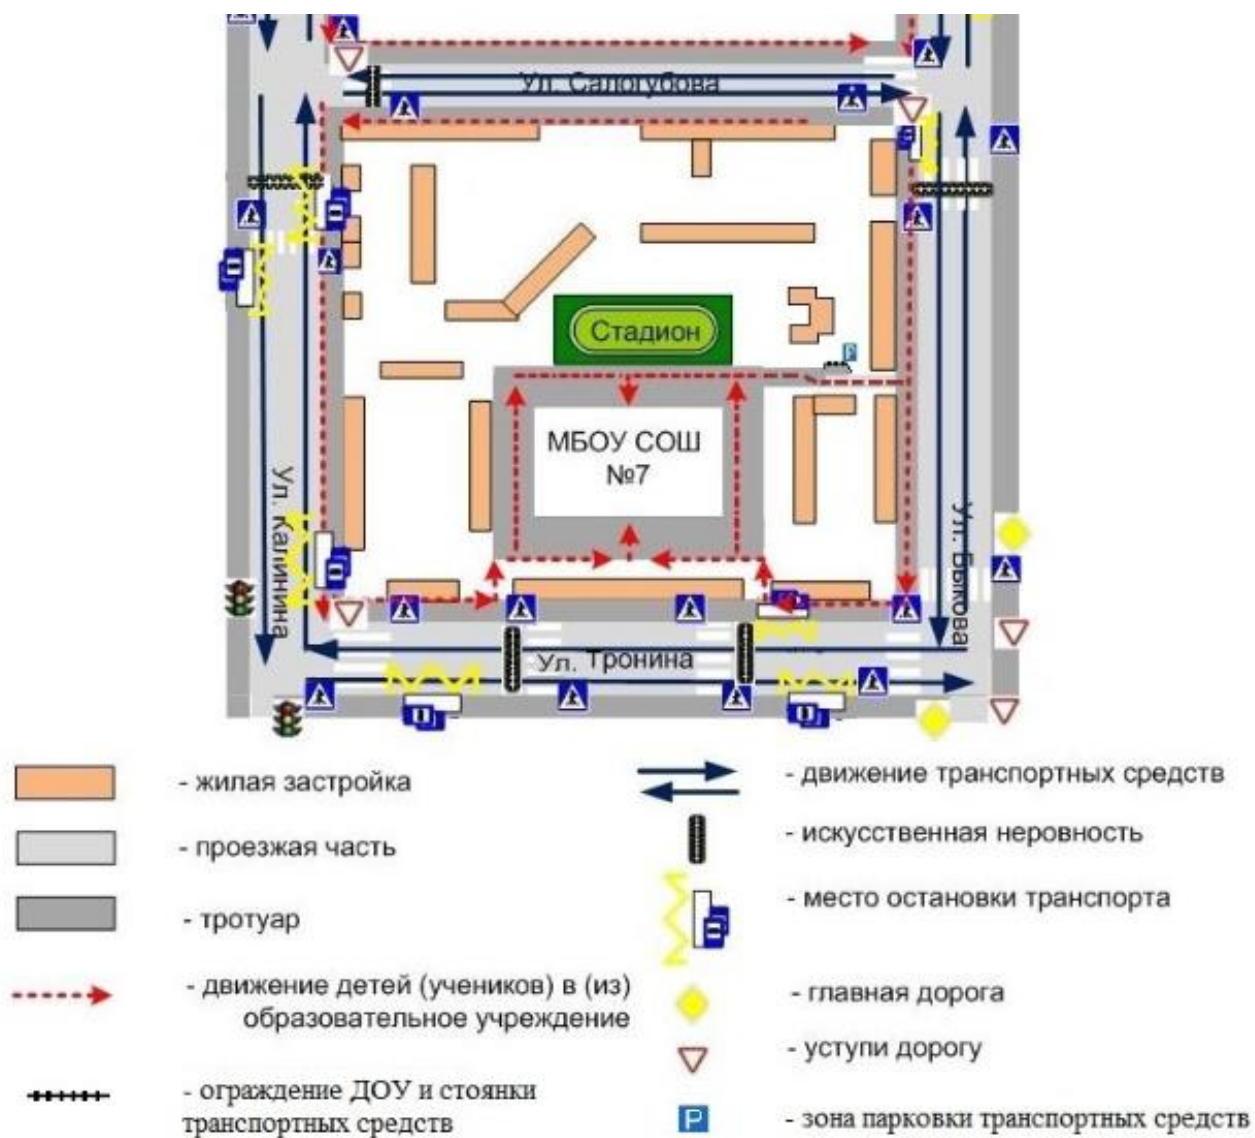 Ул. Салогубова
Стадион
МБОУ СОШ
№7
Ул. Калинина
Ул. Быкова
Ул. Тронина
- жилая застройка
- проезжая часть
- тротуар
- движение детей (учеников) в (из)
образовательное учреждение
- ограждение ДОУ и стоянки
транспортных средств
- движение транспортных средств
- искусственная неровность
- место остановки транспорта
- главная дорога
- уступи дорогу
P
- зона парковки транспортных средств